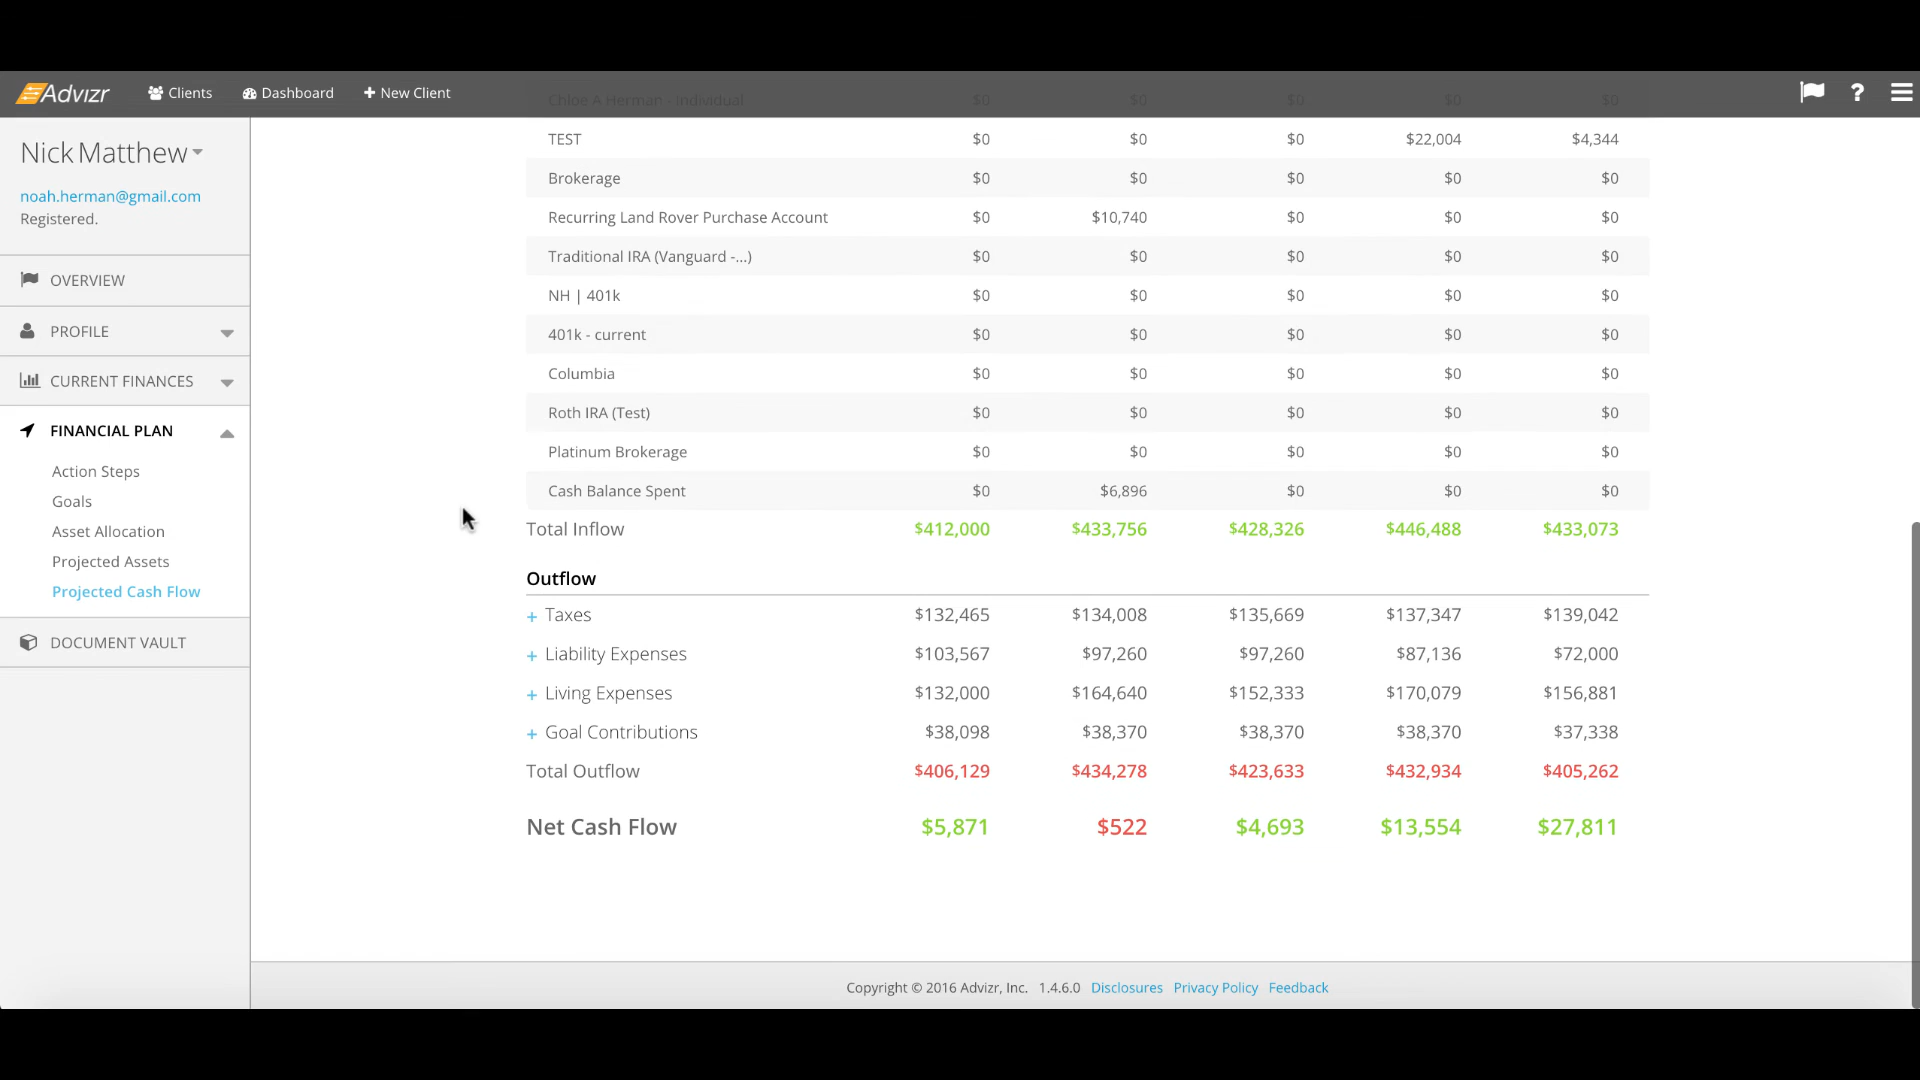 Advizr Clients Dashboard + New Client ?
Chloe A Herman - Individual $0 $0 $0 $0 $0
Nick Matthew
noah.herman@gmail.com
Registered.
OVERVIEW
PROFILE
CURRENT FINANCES
FINANCIAL PLAN
Action Steps
Goals
Asset Allocation
Projected Assets
Projected Cash Flow
DOCUMENT VAULT
TEST $0 $0 $0 $22,004 $4,344
Brokerage $0 $0 $0 $0 $0
Recurring Land Rover Purchase Account $0 $10,740 $0 $0 $0
Traditional IRA (Vanguard -...) $0 $0 $0 $0 $0
NH | 401k $0 $0 $0 $0 $0
401k - current $0 $0 $0 $0 $0
Columbia $0 $0 $0 $0 $0
Roth IRA (Test) $0 $0 $0 $0 $0
Platinum Brokerage $0 $0 $0 $0 $0
Cash Balance Spent $0 $6,896 $0 $0 $0
Total Inflow $412,000 $433,756 $428,326 $446,488 $433,073
Outflow
+ Taxes $132,465 $134,008 $135,669 $137,347 $139,042
+ Liability Expenses $103,567 $97,260 $97,260 $87,136 $72,000
+ Living Expenses $132,000 $164,640 $152,333 $170,079 $156,881
+ Goal Contributions $38,098 $38,370 $38,370 $38,370 $37,338
Total Outflow $406,129 $434,278 $423,633 $432,934 $405,262
Net Cash Flow $5,871 $522 $4,693 $13,554 $27,811
Copyright © 2016 Advizr, Inc. 1.4.6.0 Disclosures Privacy Policy Feedback